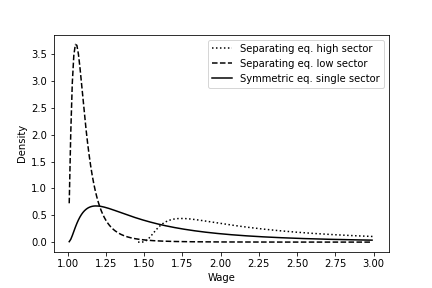 Separating eq. high sector
Separating eq. low sector
Symmetric eq. single sector
3.5
3.0
2.5
2.0
1.5
1.0
0.5
0.0
Density
1.00 1.25 1.50 1.75 2.00 2.25 2.50 2.75 3.00
Wage